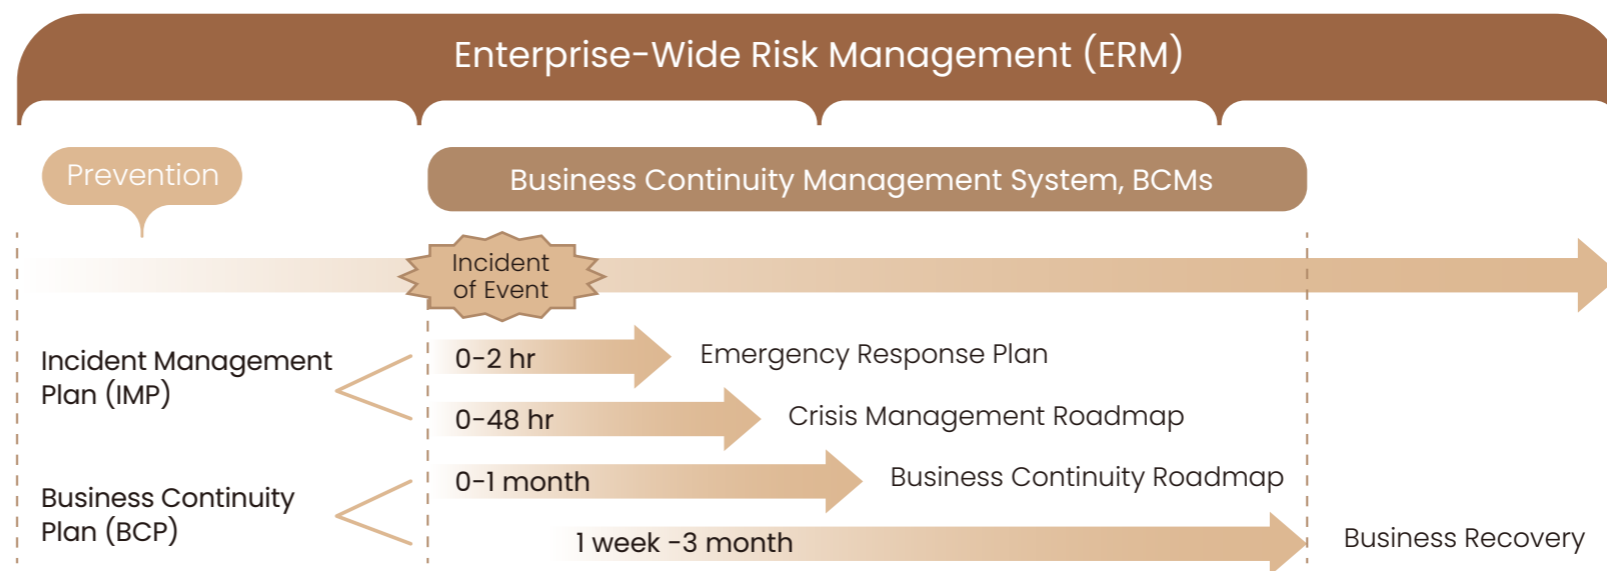 Enterprise-Wide Risk Management (ERM)
Prevention
Business Continuity Management System, BCMs
Incident
of Event
Incident Management
Plan (IMP)
0-2 hr
Emergency Response Plan
0-48 hr
Crisis Management Roadmap
Business Continuity
Plan (BCP)
0-1 month
Business Continuity Roadmap
1 week -3 month
Business Recovery